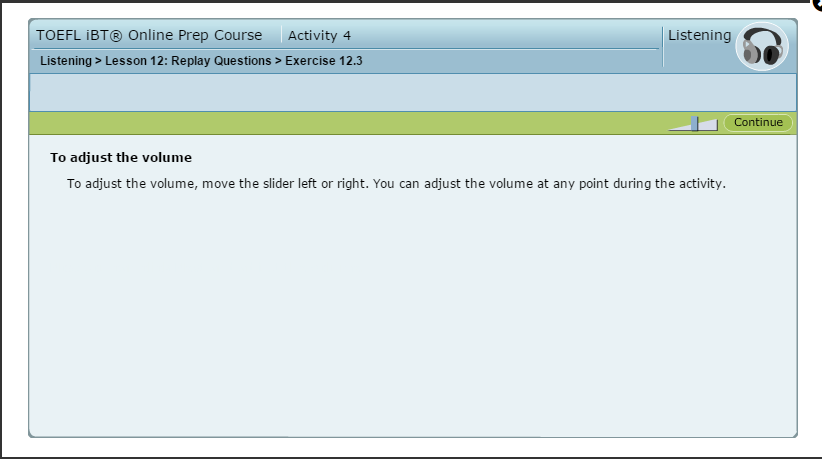 TOEFL iBT® Online Prep Course Activity 4 Listening
Listening > Lesson 12: Replay Questions > Exercise 12.3
Continue
To adjust the volume
To adjust the volume, move the slider left or right. You can adjust the volume at any point during the activity.